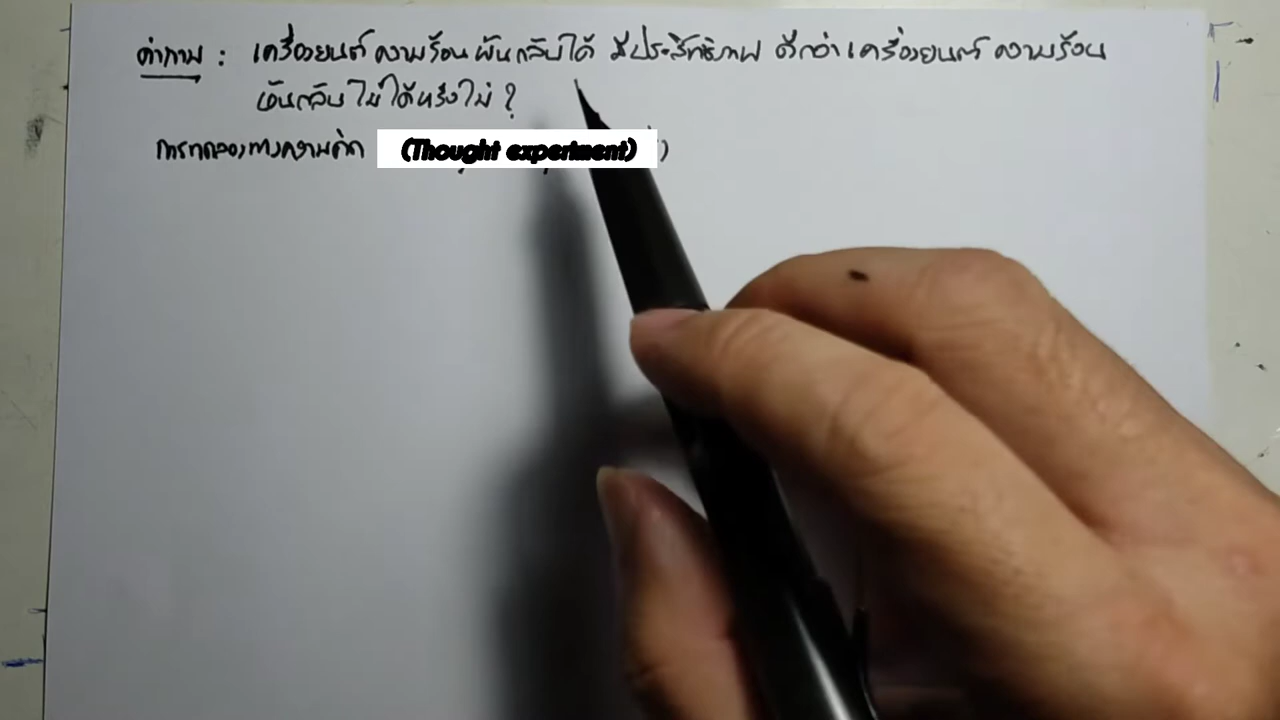 คำถาม : เครื่องยนต์ความร้อนผันกลับได้ มีประสิทธิภาพ ดีกว่าเครื่องยนต์ความร้อน
ผันกลับไม่ได้หรือไม่ ?
การทดลองทางความคิด (Thought experiment)